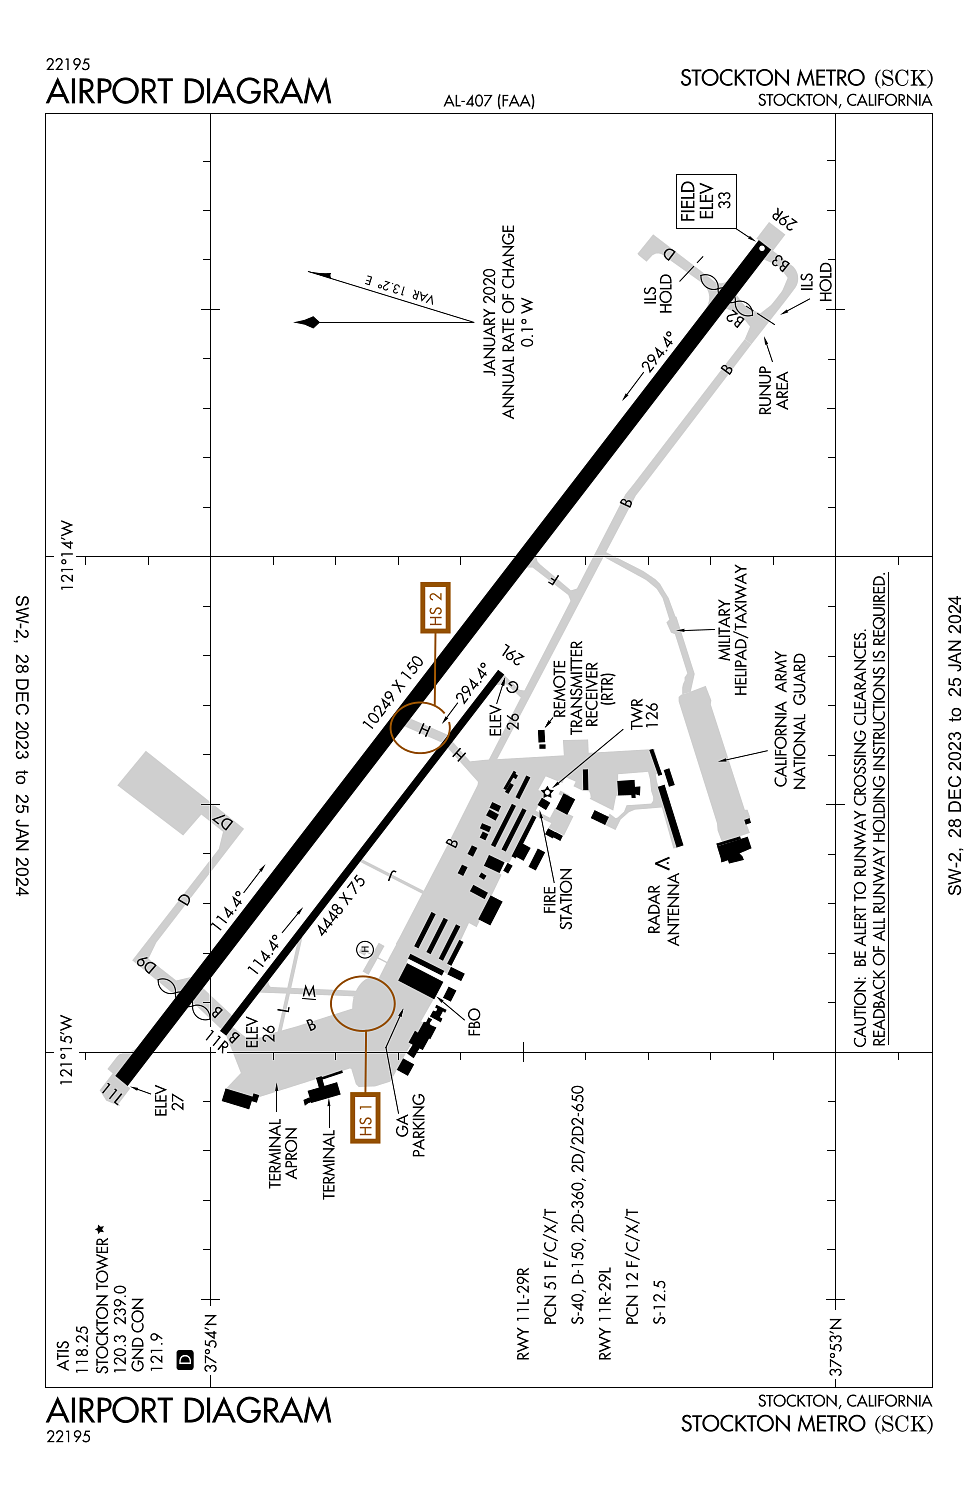 22195
AIRPORT DIAGRAM
AL-407 (FAA)
STOCKTON METRO (SCK)
STOCKTON, CALIFORNIA
SW-2, 28 DEC 2023 to 25 JAN 2024
SW-2, 28 DEC 2023 to 25 JAN 2024
FIELD
ELEV
33
29R
D
B3
ILS
HOLD
ILS
HOLD
B2
RUNUP
AREA
B
294.4°
VAR 13.2° E
JANUARY 2020
ANNUAL RATE OF CHANGE
0.1° W
B
121°14'W
F
HS 2
10249 X 150
H
H
294.4°
29L
G
ELEV
26
REMOTE
TRANSMITTER
RECEIVER
(RTR)
TWR
126
MILITARY
HELIPAD/TAXIWAY
CALIFORNIA ARMY
NATIONAL GUARD
D7
D
D9
114.4°
4448 X 75
114.4°
J
B
H
FIRE
STATION
RADAR
ANTENNA
M
L
B
B
B
11R
ELEV
26
FBO
121°15'W
11L
ELEV
27
HS 1
GA
PARKING
TERMINAL
APRON
TERMINAL
CAUTION: BE ALERT TO RUNWAY CROSSING CLEARANCES.
READBACK OF ALL RUNWAY HOLDING INSTRUCTIONS IS REQUIRED.
RWY 11L-29R
PCN 51 F/C/X/T
S-40, D-150, 2D-360, 2D/2D2-650
RWY 11R-29L
PCN 12 F/C/X/T
S-12.5
ATIS
118.25
STOCKTON TOWER★
120.3 239.0
GND CON
121.9
D
37°54'N
37°53'N
AIRPORT DIAGRAM
22195
STOCKTON, CALIFORNIA
STOCKTON METRO (SCK)